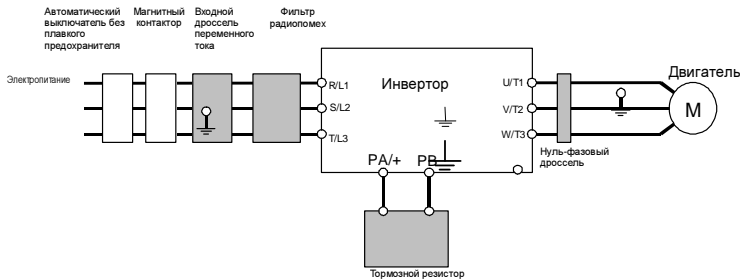 Автоматический
выключатель без
плавкого
предохранителя
Магнитный
контактор
Входной
дроссель
переменного
тока
Фильтр
радиопомех
Электропитание
R/L1
S/L2
T/L3
Инвертор
U/T1
V/T2
W/T3
PA/+
PB
Нуль-фазовый
дроссель
Двигатель
M
Тормозной резистор